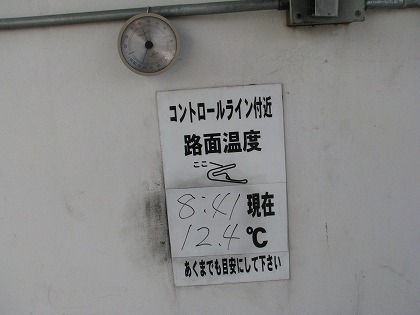 コントロールライン付近
路面温度
ここ
8:41 現在
12.4 ℃
あくまでも目安にして下さい